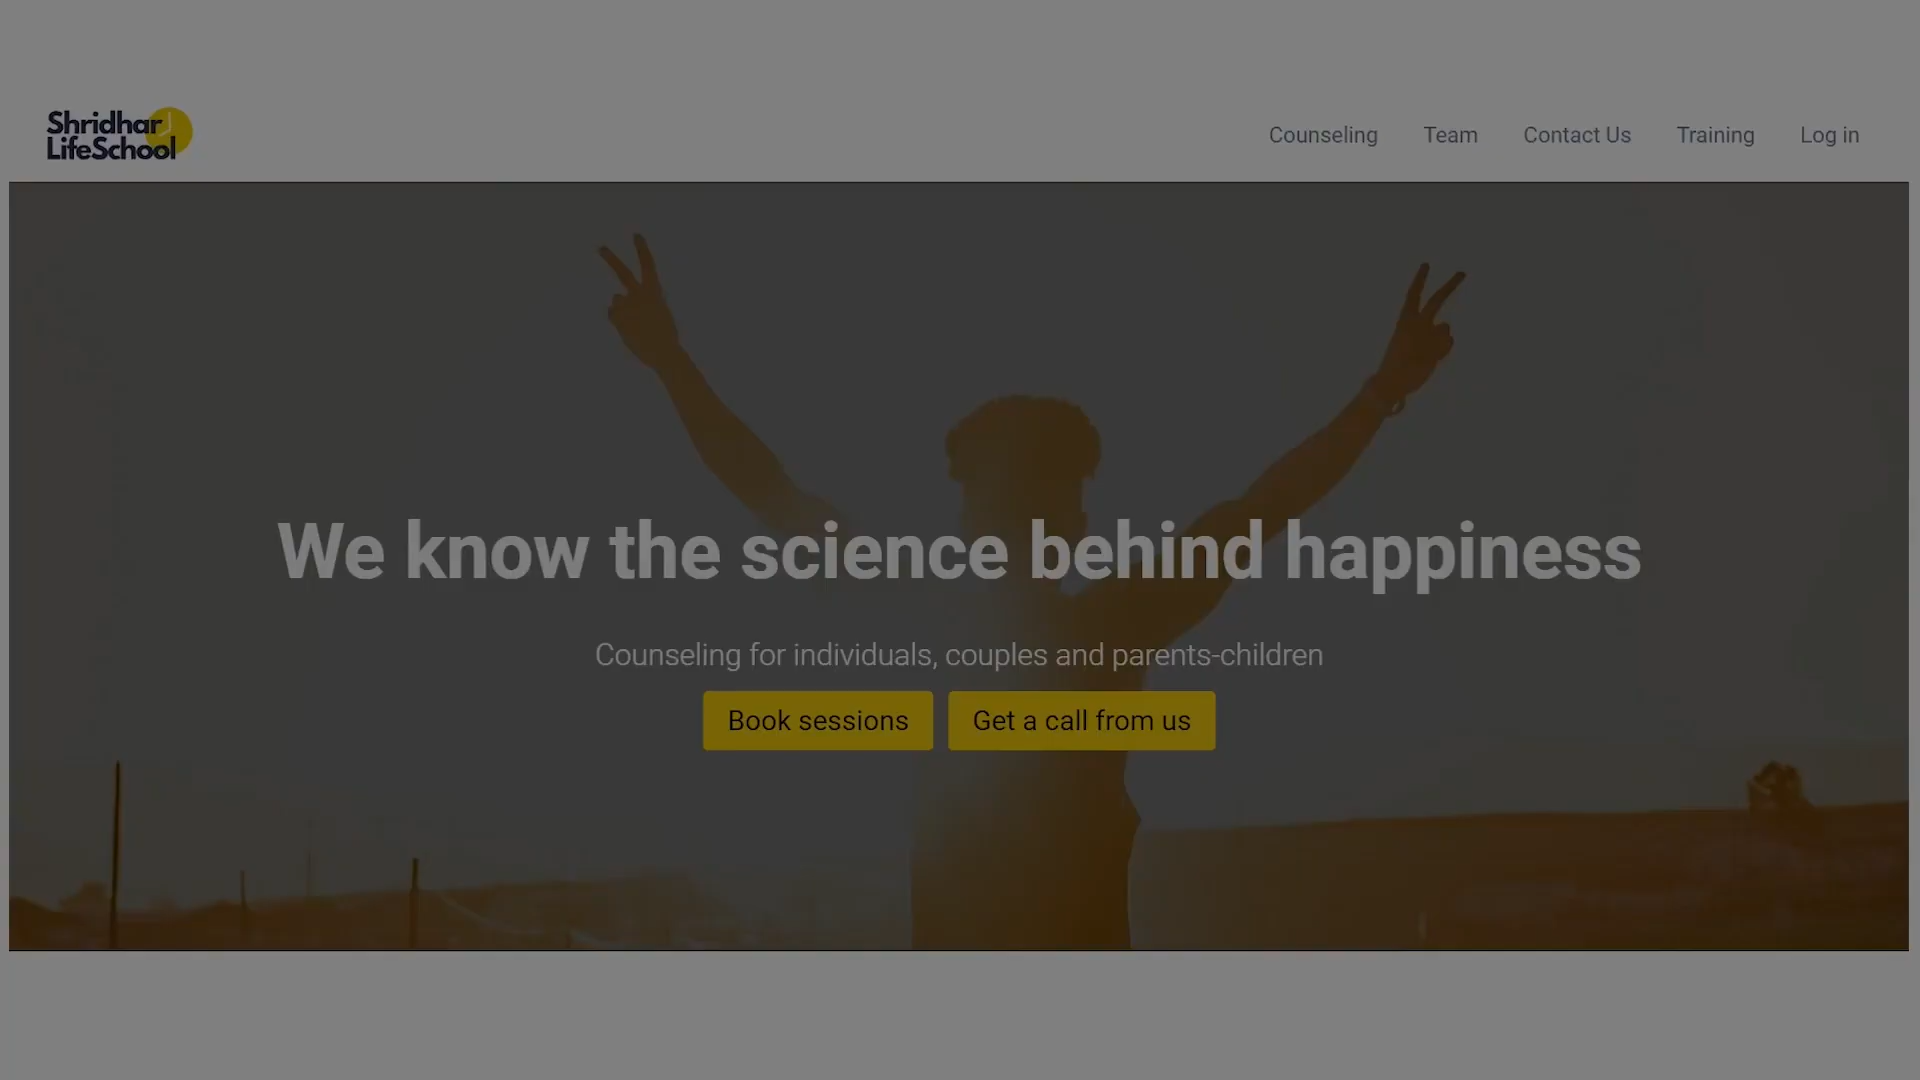 Shridhar
LifeSchool
Counseling
Team
Contact Us
Training
Log in
We know the science behind happiness
Counseling for individuals, couples and parents-children
Book sessions
Get a call from us